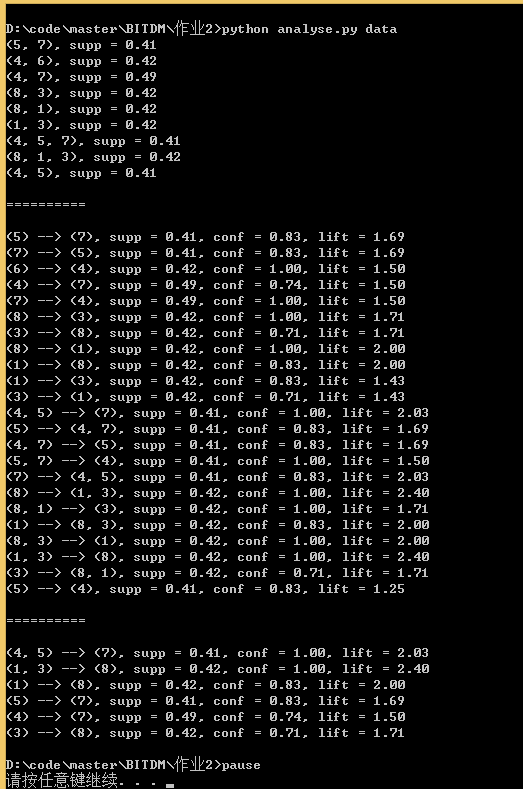 D:\code\master\BITDM\作业2>python analyse.py data
(5, 7), supp = 0.41
(4, 6), supp = 0.42
(4, 7), supp = 0.49
(8, 3), supp = 0.42
(8, 1), supp = 0.42
(1, 3), supp = 0.42
(4, 5, 7), supp = 0.41
(8, 1, 3), supp = 0.42
(4, 5), supp = 0.41
==========
(5) --> (7), supp = 0.41, conf = 0.83, lift = 1.69
(7) --> (5), supp = 0.41, conf = 0.83, lift = 1.69
(6) --> (4), supp = 0.42, conf = 1.00, lift = 1.50
(4) --> (7), supp = 0.49, conf = 0.74, lift = 1.50
(7) --> (4), supp = 0.49, conf = 1.00, lift = 1.50
(8) --> (3), supp = 0.42, conf = 1.00, lift = 1.71
(3) --> (8), supp = 0.42, conf = 0.71, lift = 1.71
(8) --> (1), supp = 0.42, conf = 1.00, lift = 2.00
(1) --> (8), supp = 0.42, conf = 0.83, lift = 2.00
(1) --> (3), supp = 0.42, conf = 0.83, lift = 1.43
(3) --> (1), supp = 0.42, conf = 0.71, lift = 1.43
(4, 5) --> (7), supp = 0.41, conf = 1.00, lift = 2.03
(5) --> (4, 7), supp = 0.41, conf = 0.83, lift = 1.69
(4, 7) --> (5), supp = 0.41, conf = 0.83, lift = 1.69
(5, 7) --> (4), supp = 0.41, conf = 1.00, lift = 1.50
(7) --> (4, 5), supp = 0.41, conf = 0.83, lift = 2.03
(8) --> (1, 3), supp = 0.42, conf = 1.00, lift = 2.40
(8, 1) --> (3), supp = 0.42, conf = 1.00, lift = 1.71
(1) --> (8, 3), supp = 0.42, conf = 0.83, lift = 2.00
(8, 3) --> (1), supp = 0.42, conf = 1.00, lift = 2.00
(1, 3) --> (8), supp = 0.42, conf = 1.00, lift = 2.40
(3) --> (8, 1), supp = 0.42, conf = 0.71, lift = 1.71
(5) --> (4), supp = 0.41, conf = 0.83, lift = 1.25
==========
(4, 5) --> (7), supp = 0.41, conf = 1.00, lift = 2.03
(1, 3) --> (8), supp = 0.42, conf = 1.00, lift = 2.40
(1) --> (8), supp = 0.42, conf = 0.83, lift = 2.00
(5) --> (7), supp = 0.41, conf = 0.83, lift = 1.69
(4) --> (7), supp = 0.49, conf = 0.74, lift = 1.50
(3) --> (8), supp = 0.42, conf = 0.71, lift = 1.71
D:\code\master\BITDM\作业2>pause
请按任意键继续. . .